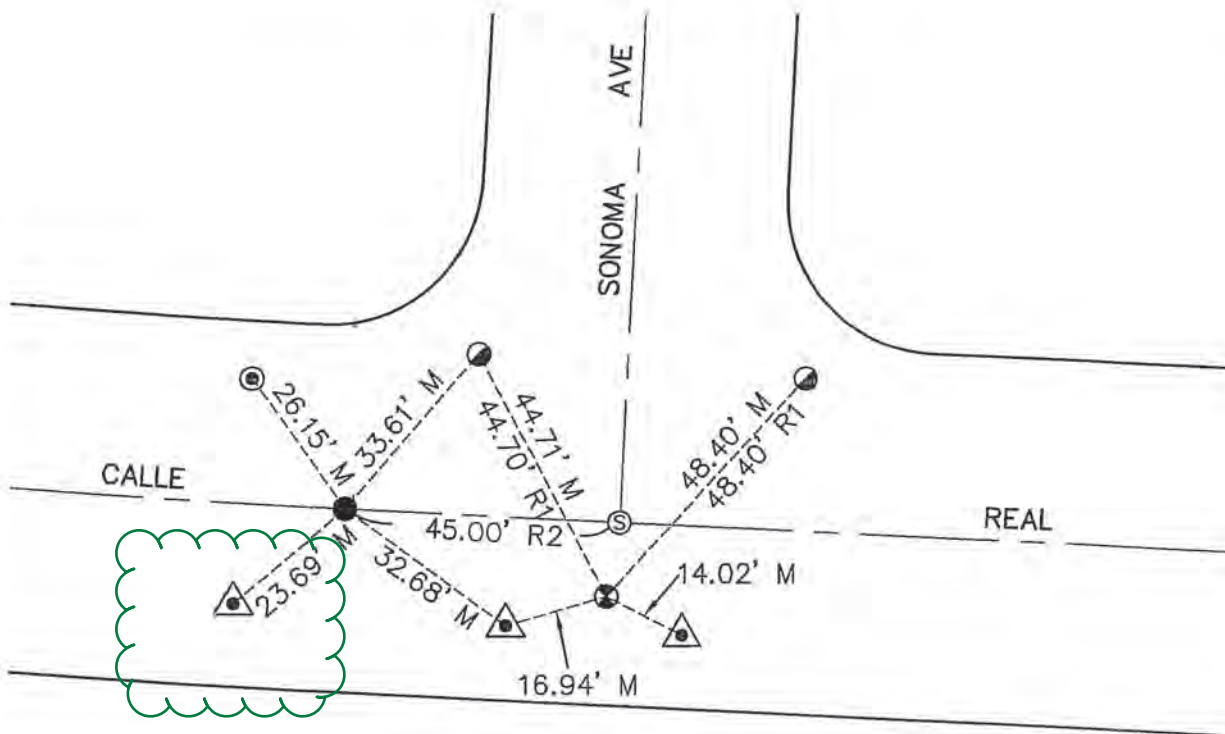 SONOMA AVE
26.15' M
33.61' M
44.71' M
44.70' R1
48.40' M
48.40' R1
CALLE
45.00' R2
S
REAL
23.69' M
32.68' M
14.02' M
16.94' M